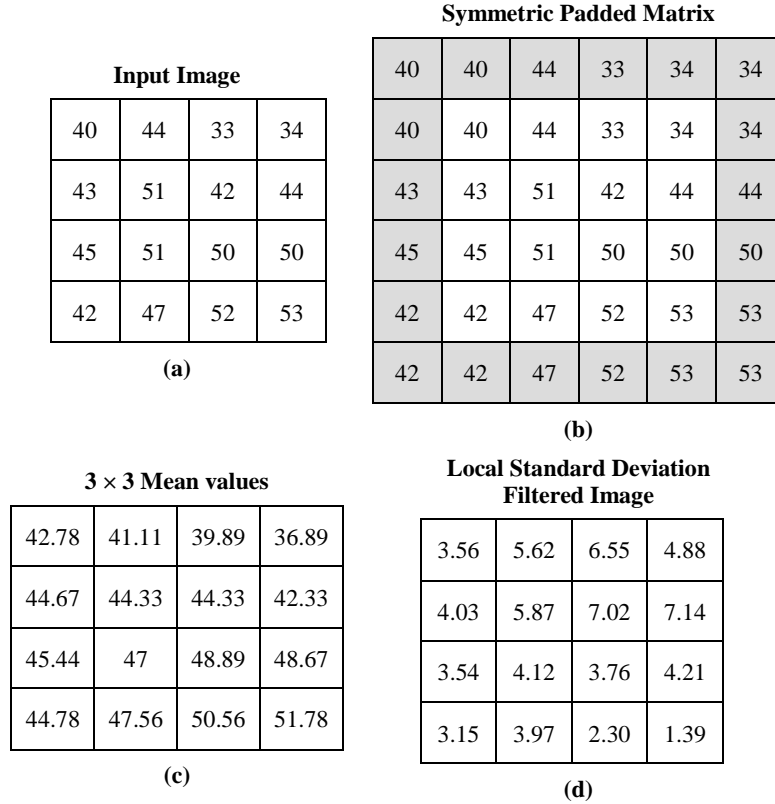 Symmetric Padded Matrix
40 40 44 33 34 34
40 40 44 33 34 34
43 43 51 42 44 44
45 45 51 50 50 50
42 42 47 52 53 53
42 42 47 52 53 53
(b)
Input Image
40 44 33 34
43 51 42 44
45 51 50 50
42 47 52 53
(a)
3 × 3 Mean values
42.78 41.11 39.89 36.89
44.67 44.33 44.33 42.33
45.44 47 48.89 48.67
44.78 47.56 50.56 51.78
(c)
Local Standard Deviation
Filtered Image
3.56 5.62 6.55 4.88
4.03 5.87 7.02 7.14
3.54 4.12 3.76 4.21
3.15 3.97 2.30 1.39
(d)